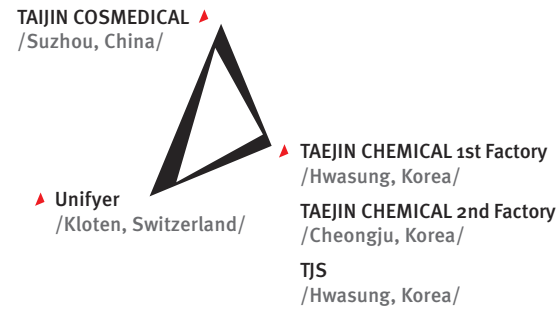 TAIJIN COSMEDICAL
/Suzhou, China/
TAEJIN CHEMICAL 1st Factory
/Hwasung, Korea/
Unifyer
/Kloten, Switzerland/
TAEJIN CHEMICAL 2nd Factory
/Cheongju, Korea/
TJS
/Hwasung, Korea/